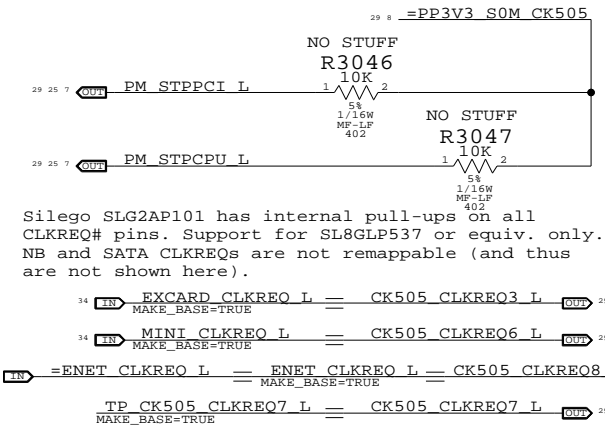 29 8 =PP3V3_S0M_CK505
NO STUFF
R3046
10K
29 25 7 OUT PM_STPPCI_L 1 2
5%
1/16W
MF-LF
402
NO STUFF
R3047
10K
29 25 7 OUT PM_STPCPU_L 1 2
5%
1/16W
MF-LF
402
Silego SLG2AP101 has internal pull-ups on all
CLKREQ# pins. Support for SL8GLP537 or equiv. only.
NB and SATA CLKREQs are not remappable (and thus
are not shown here).
34 IN EXCARD_CLKREQ_L CK505_CLKREQ3_L OUT
MAKE_BASE=TRUE
34 IN MINI_CLKREQ_L CK505_CLKREQ6_L OUT
MAKE_BASE=TRUE
IN =ENET_CLKREQ_L ENET_CLKREQ_L CK505_CLKREQ8
MAKE_BASE=TRUE
TP_CK505_CLKREQ7_L CK505_CLKREQ7_L OUT
MAKE_BASE=TRUE